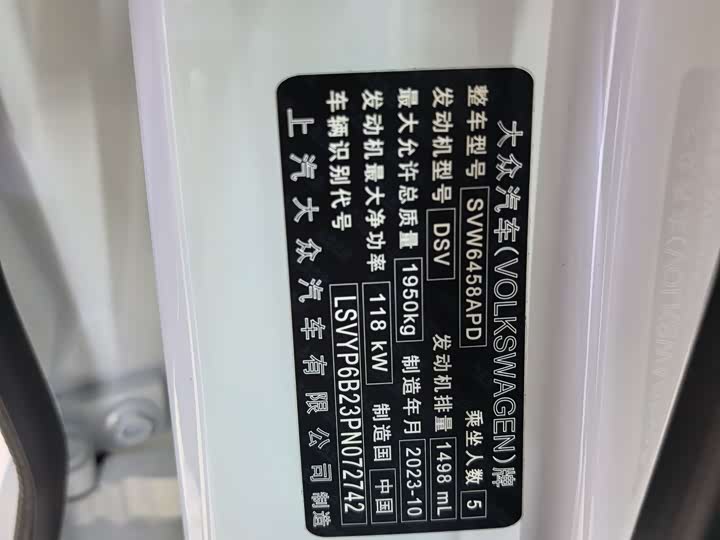 大众汽车(VOLKSWAGEN)牌
整车型号 SVW6458APD 乘坐人数 5
发动机型号 DSV 发动机排量 1498 mL
最大允许总质量 1950kg 制造年月 2023-10
发动机最大净功率 118 kW 制造国 中国
车辆识别代号 LSVYP6B23PN072742
上汽大众汽车有限公司 制造